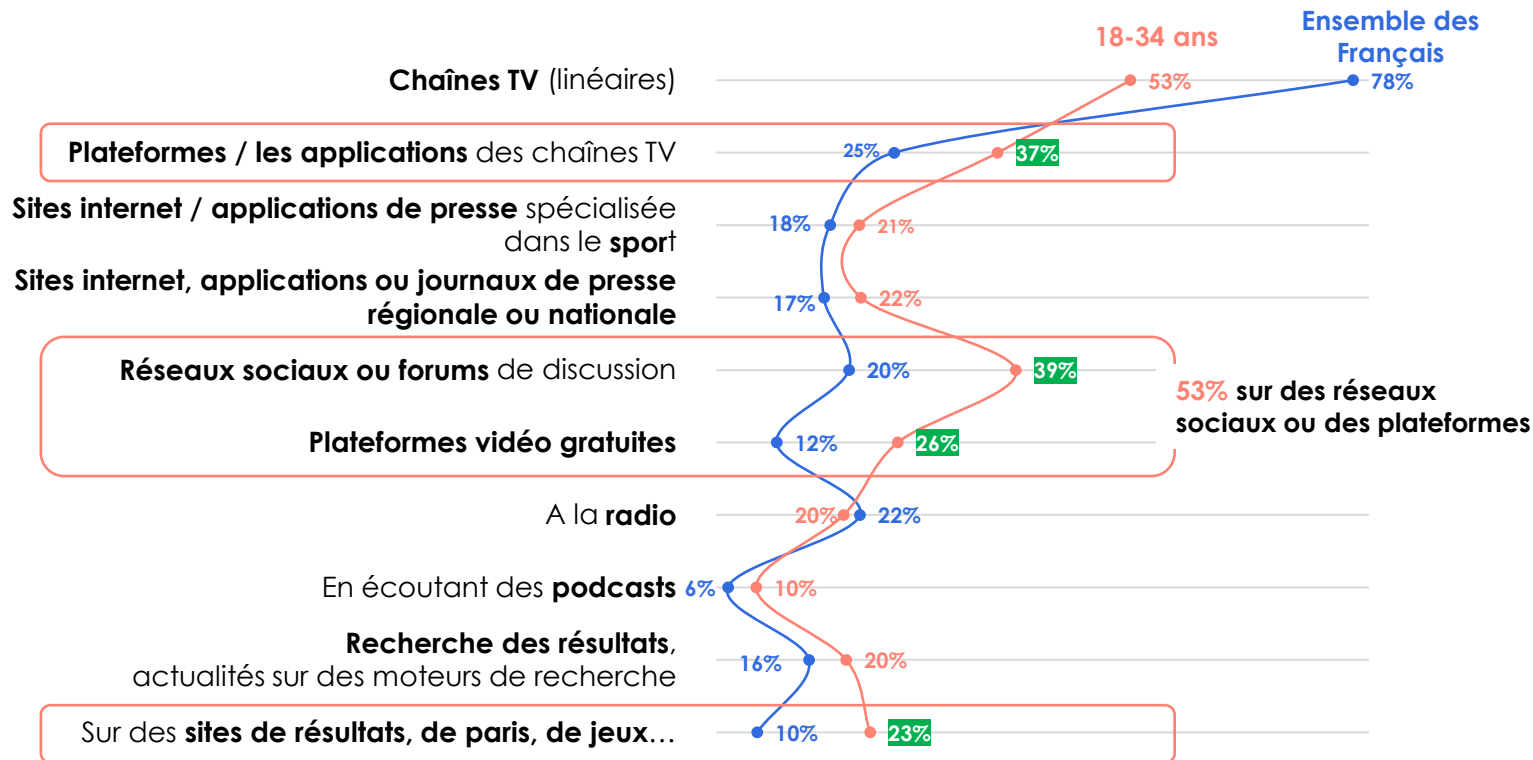 18-34 ans
Ensemble des
Français
Chaînes TV (linéaires)
53%
78%
Plateformes / les applications des chaînes TV
25%
37%
Sites internet / applications de presse spécialisée
dans le sport
18%
21%
Sites internet, applications ou journaux de presse
régionale ou nationale
17%
22%
Réseaux sociaux ou forums de discussion
20%
39%
53% sur des réseaux
sociaux ou des plateformes
Plateformes vidéo gratuites
12%
26%
A la radio
20%
22%
En écoutant des podcasts
6%
10%
Recherche des résultats,
actualités sur des moteurs de recherche
16%
20%
Sur des sites de résultats, de paris, de jeux…
10%
23%